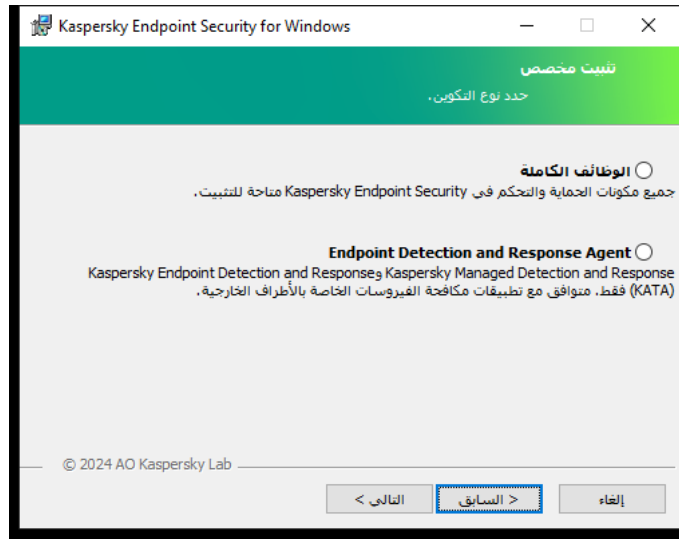 Kaspersky Endpoint Security for Windows
تثبيت مخصص
حدد نوع التكوين.
الوظائف الكاملة
جميع مكونات الحماية والتحكم في Kaspersky Endpoint Security متاحة للتثبيت.
Endpoint Detection and Response Agent
Kaspersky Managed Detection and Response وKaspersky Endpoint Detection and Response
(KATA) فقط. متوافق مع تطبيقات مكافحة الفيروسات الخاصة بالأطراف الخارجية.
© 2024 AO Kaspersky Lab
التالي >
< السابق
إلغاء